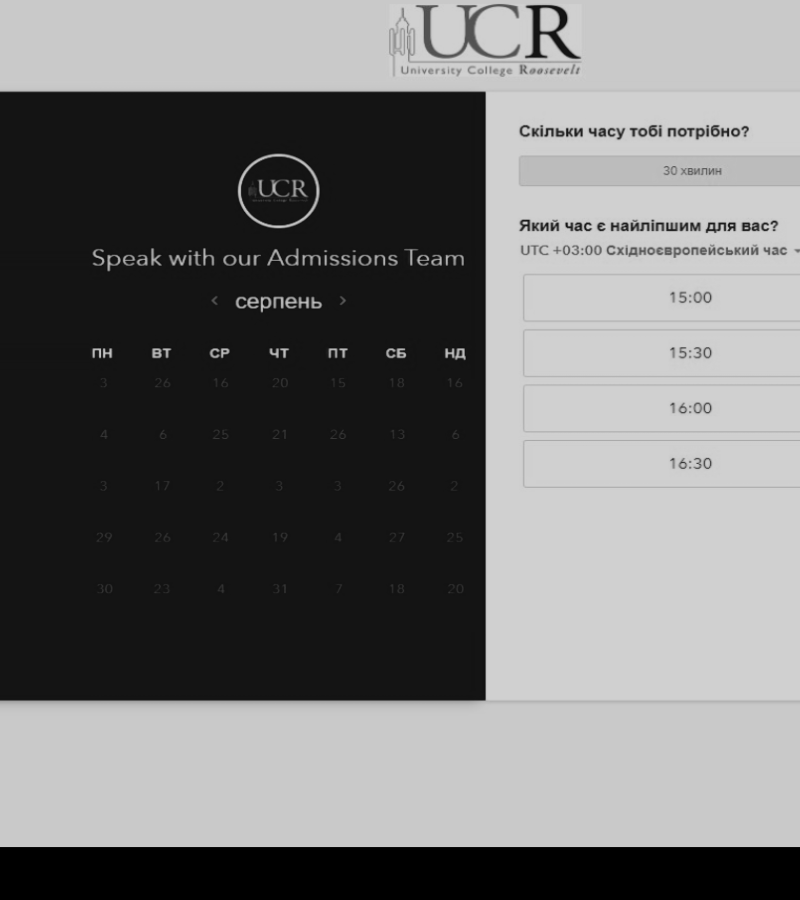 UCR
University College Roosevelt
UCR
Speak with our Admissions Team
‹ серпень ›
ПН ВТ СР ЧТ ПТ СБ НД
3 26 16 20 15 18 16
4 6 25 21 26 13 6
3 17 2 3 3 26 2
29 26 24 19 4 27 25
30 23 4 31 7 18 20
Скільки часу тобі потрібно?
30 хвилин
Який час є найліпшим для вас?
UTC +03:00 Східноєвропейський час
15:00
15:30
16:00
16:30